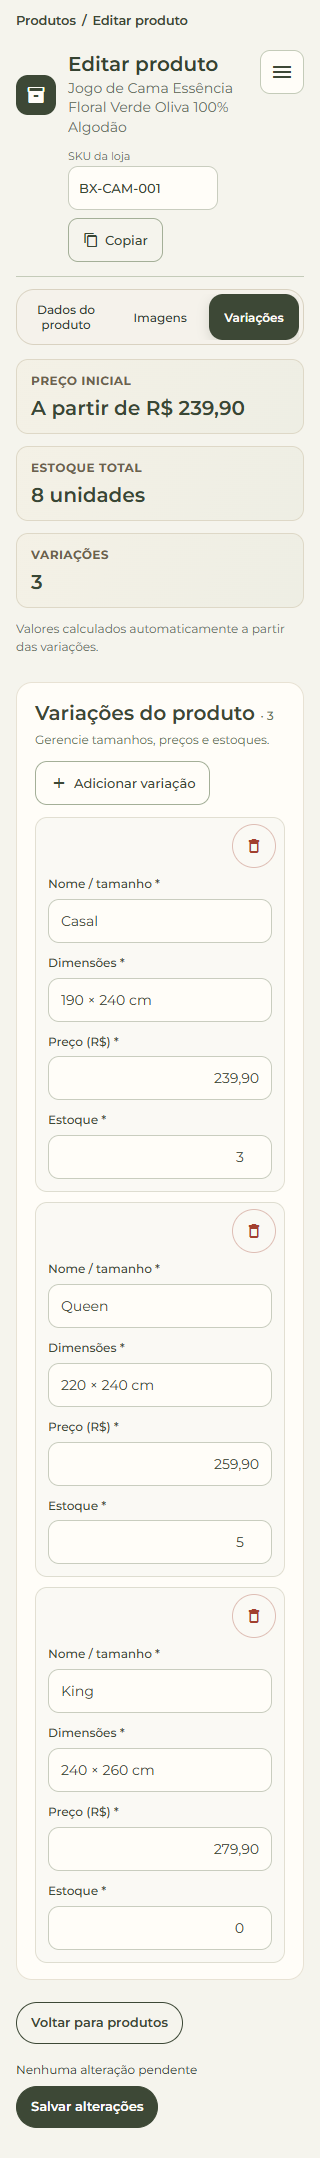 Produtos / Editar produto
Editar produto
Jogo de Cama Essência
Floral Verde Oliva 100%
Algodão
SKU da loja
BX-CAM-001
Copiar
Dados do
produto
Imagens
Variações
PREÇO INICIAL
A partir de R$ 239,90
ESTOQUE TOTAL
8 unidades
VARIAÇÕES
3
Valores calculados automaticamente a partir
das variações.
Variações do produto · 3
Gerencie tamanhos, preços e estoques.
+ Adicionar variação
Nome / tamanho *
Casal
Dimensões *
190 × 240 cm
Preço (R$) *
239,90
Estoque *
3
Nome / tamanho *
Queen
Dimensões *
220 × 240 cm
Preço (R$) *
259,90
Estoque *
5
Nome / tamanho *
King
Dimensões *
240 × 260 cm
Preço (R$) *
279,90
Estoque *
0
Voltar para produtos
Nenhuma alteração pendente
Salvar alterações